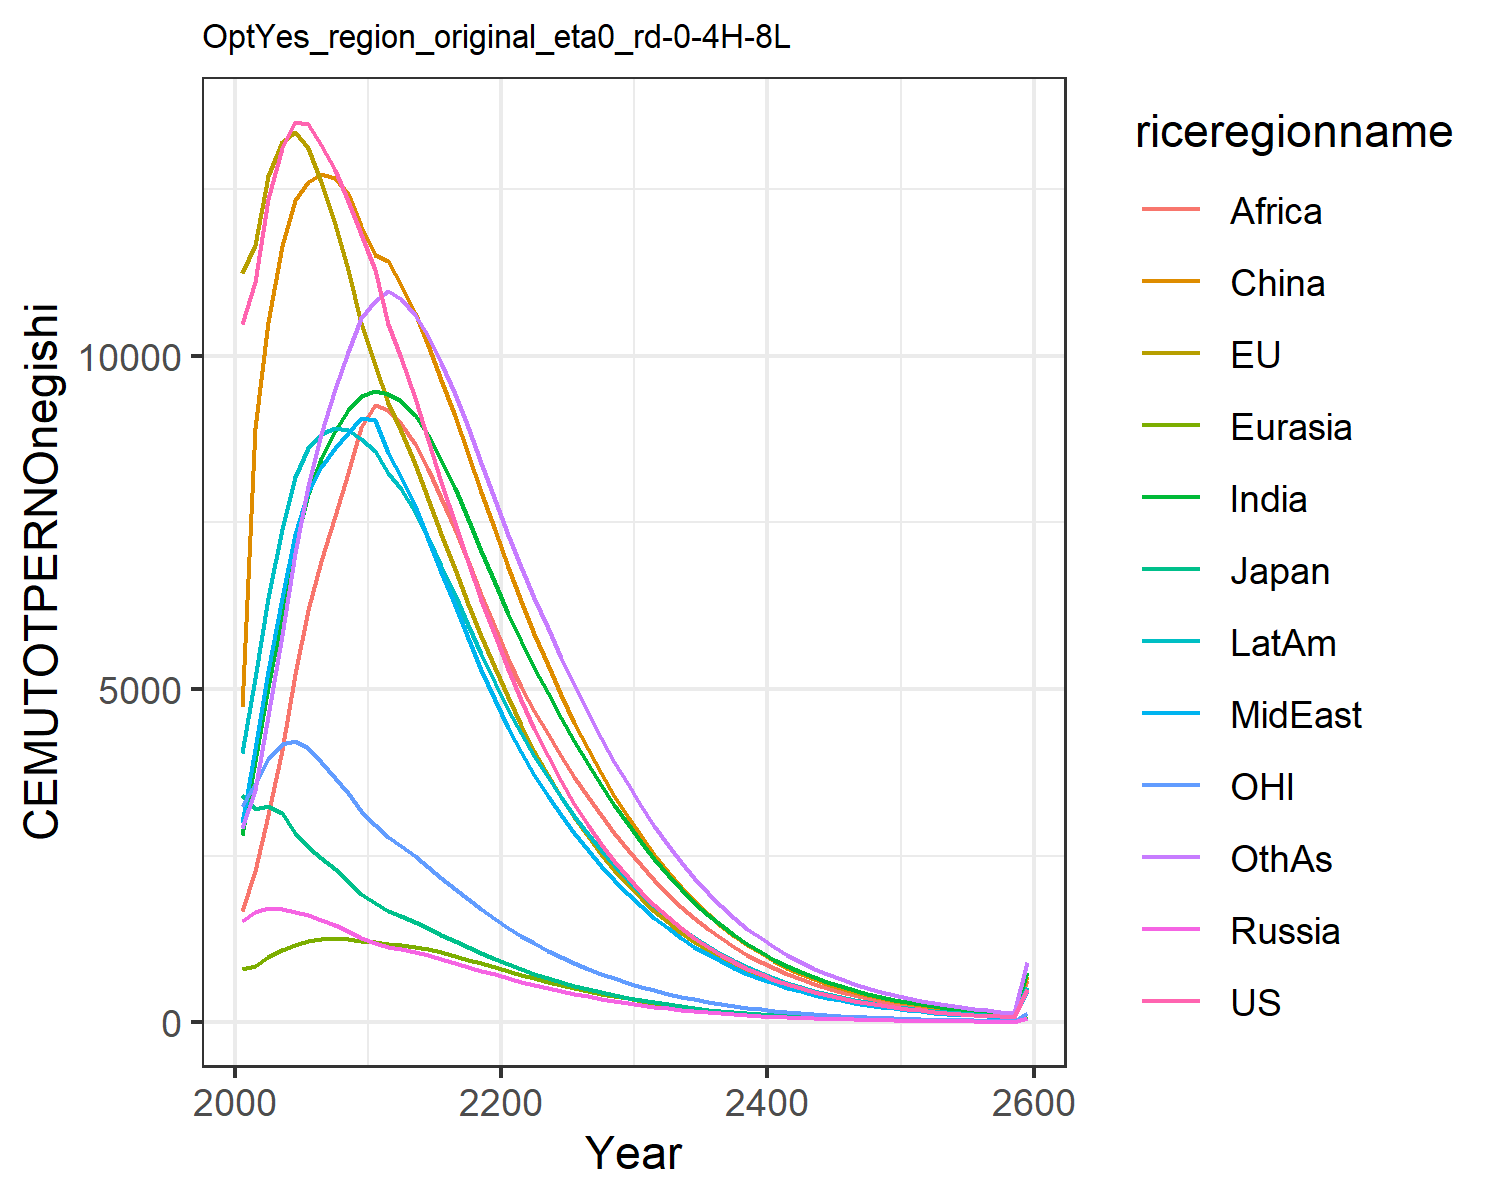 OptYes_region_original_eta0_rd-0-4H-8L
CEMUTOTPERNOnegishi
10000
5000
0
2000
2200
2400
2600
Year
riceregionname
Africa
China
EU
Eurasia
India
Japan
LatAm
MidEast
OHI
OthAs
Russia
US